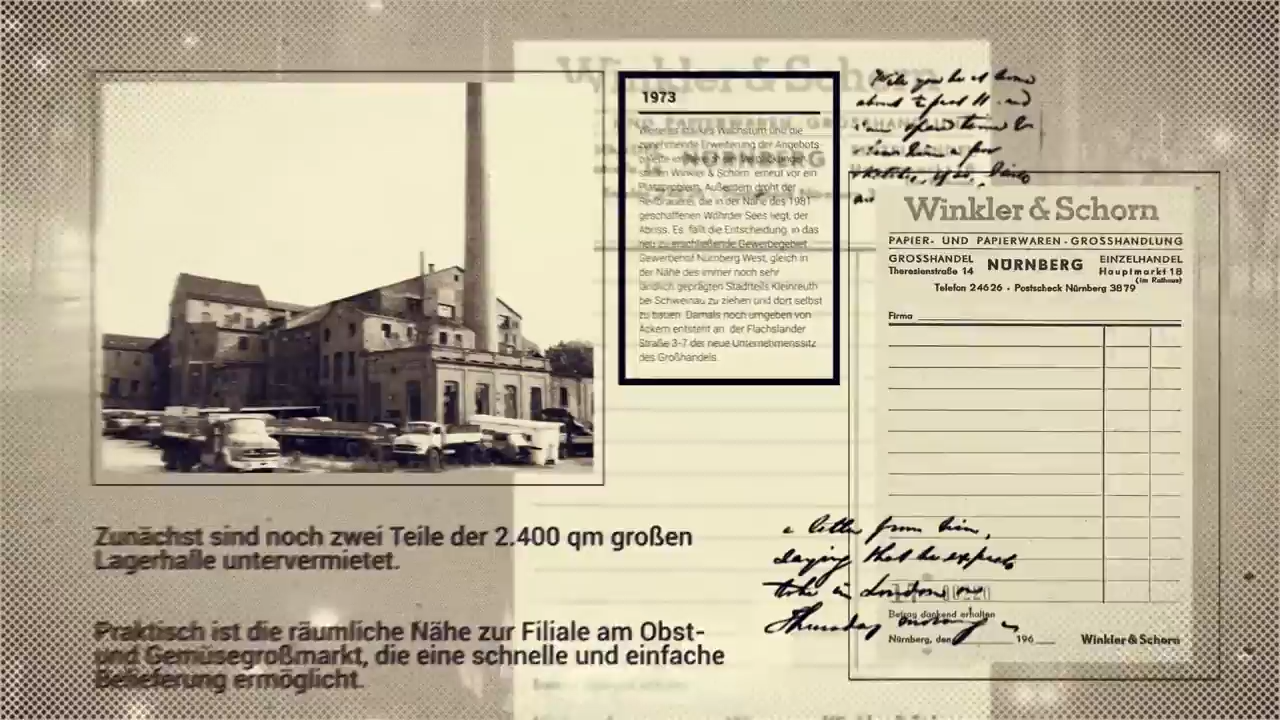 Winkler & Schorn
NÜRNBERG
1973
Weiteres starkes Wachstum und die
zunehmende Erweiterung der Angebots
stellen Winkler & Schorn erneut vor ein
Platzproblem. Außerdem droht der
Reifbrauerei, die in der Nähe des 1981
geschaffenen Wöhrder Sees liegt, der
Abriss. Es fällt die Entscheidung, in das
neu zu erschließende Gewerbegebiet
Gewerbehof Nürnberg West, gleich in
der Nähe des immer noch sehr
ländlich geprägten Stadtteils Kleinreuth
bei Schweinau zu ziehen und dort selbst
zu bauen. Damals noch umgeben von
Äckern entsteht an der Flachslander
Straße 3-7 der neue Unternehmenssitz
des Großhandels.
Winkler & Schorn
PAPIER- UND PAPIERWAREN-GROSSHANDLUNG
GROSSHANDEL NÜRNBERG EINZELHANDEL
Theresienstraße 14 Hauptmarkt 18
(im Rathaus)
Telefon 24626 · Postscheck Nürnberg 3879
Firma
a letter from him,
saying that he expects
to be in London on
Thursday morning
Betrag dankend erhalten
Nürnberg, den 196 Winkler & Schorn
Zunächst sind noch zwei Teile der 2.400 qm großen
Lagerhalle untervermietet.
Praktisch ist die räumliche Nähe zur Filiale am Obst-
und Gemüsegroßmarkt, die eine schnelle und einfache
Belieferung ermöglicht.